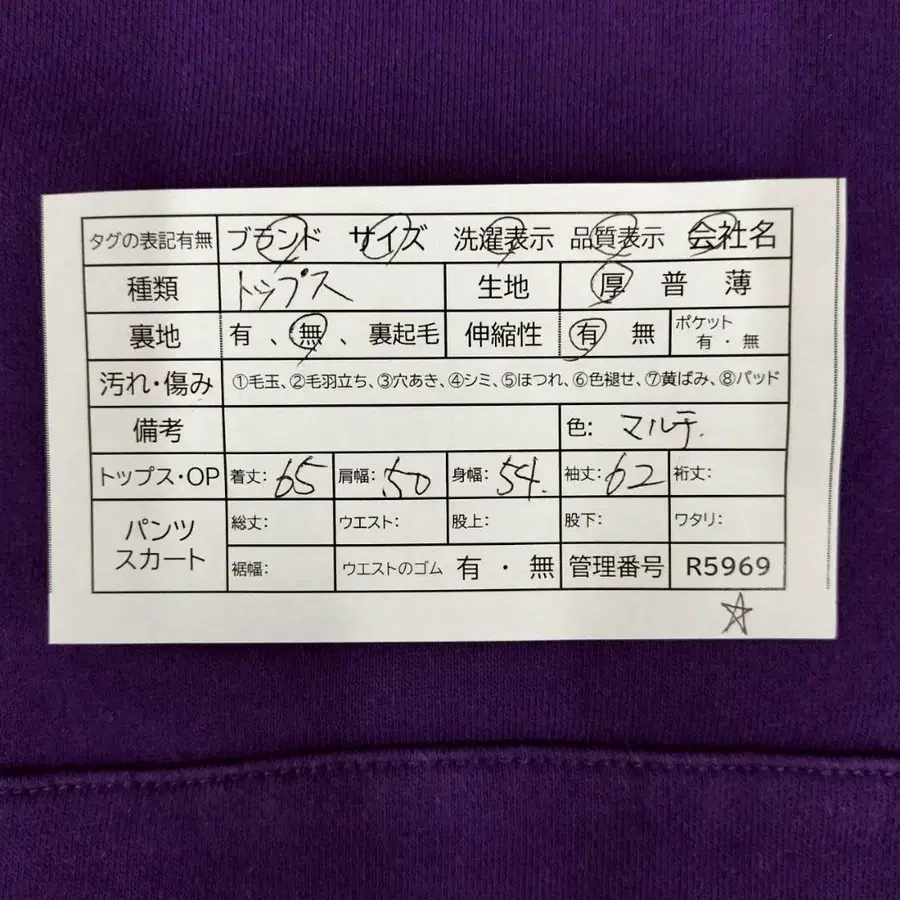 タグの表記有無 ブランド サイズ 洗濯表示 品質表示 会社名
種類 トップス 生地 厚 普 薄
裏地 有、無、裏起毛 伸縮性 有 無 ポケット 有・無
汚れ・傷み ①毛玉、②毛羽立ち、③穴あき、④シミ、⑤ほつれ、⑥色褪せ、⑦黄ばみ、⑧パッド
備考 色: マルチ.
トップス・OP 着丈: 65 肩幅: 50 身幅: 54. 袖丈: 62 裄丈:
パンツ スカート 総丈: ウエスト: 股上: 股下: ワタリ:
裾幅: ウエストのゴム 有・無 管理番号 R5969